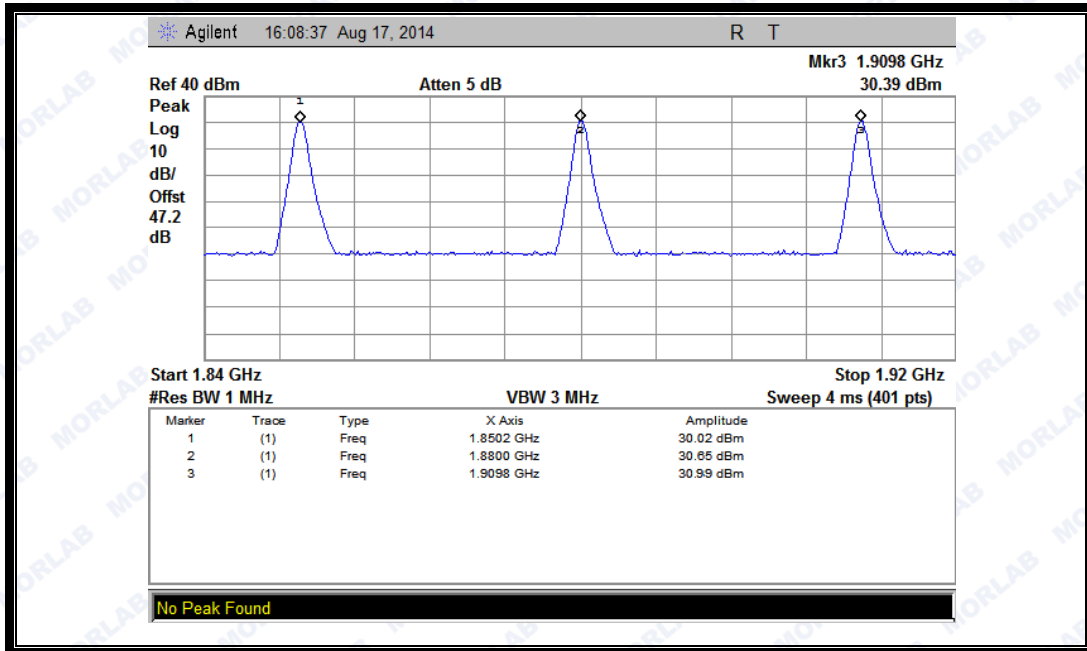 Agilent 16:08:37 Aug 17, 2014 R T
Mkr3 1.9098 GHz
Ref 40 dBm Atten 5 dB 30.39 dBm
Peak
Log
10
dB/
Offst
47.2
dB
1
2
3
Start 1.84 GHz Stop 1.92 GHz
#Res BW 1 MHz VBW 3 MHz Sweep 4 ms (401 pts)
Marker Trace Type X Axis Amplitude
1 (1) Freq 1.8502 GHz 30.02 dBm
2 (1) Freq 1.8800 GHz 30.65 dBm
3 (1) Freq 1.9098 GHz 30.99 dBm
No Peak Found
MORLAB